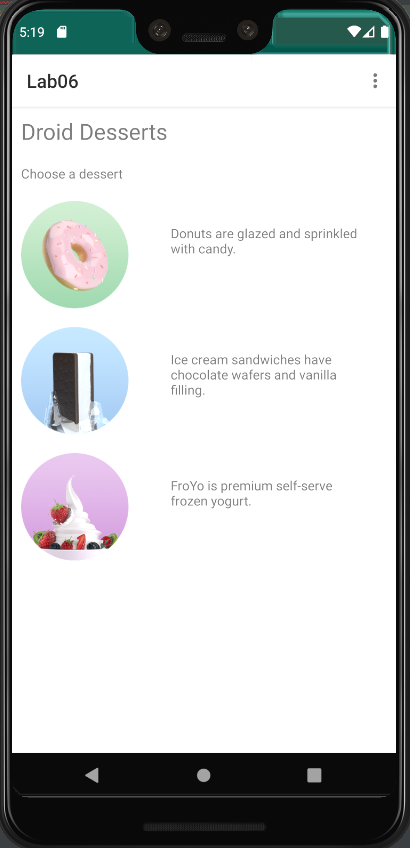 5:19
Lab06
Droid Desserts
Choose a dessert
Donuts are glazed and sprinkled
with candy.
Ice cream sandwiches have
chocolate wafers and vanilla
filling.
FroYo is premium self-serve
frozen yogurt.